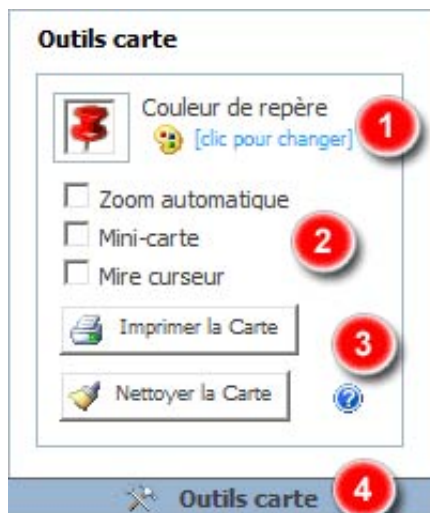 Outils carte
Couleur de repère
[clic pour changer]
1
Zoom automatique
Mini-carte
Mire curseur
2
Imprimer la Carte
3
Nettoyer la Carte
?
Outils carte
4